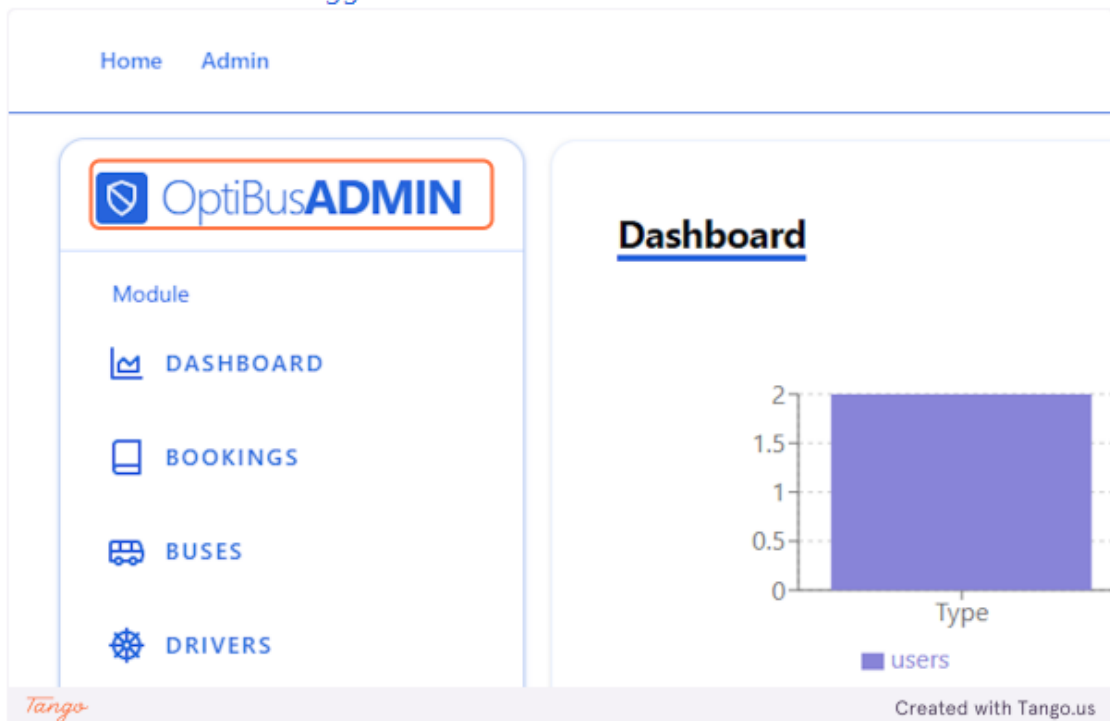 Home Admin
OptiBusADMIN
Module
DASHBOARD
BOOKINGS
BUSES
DRIVERS
Dashboard
2
1.5
1
0.5
0
Type
users
Tango
Created with Tango.us